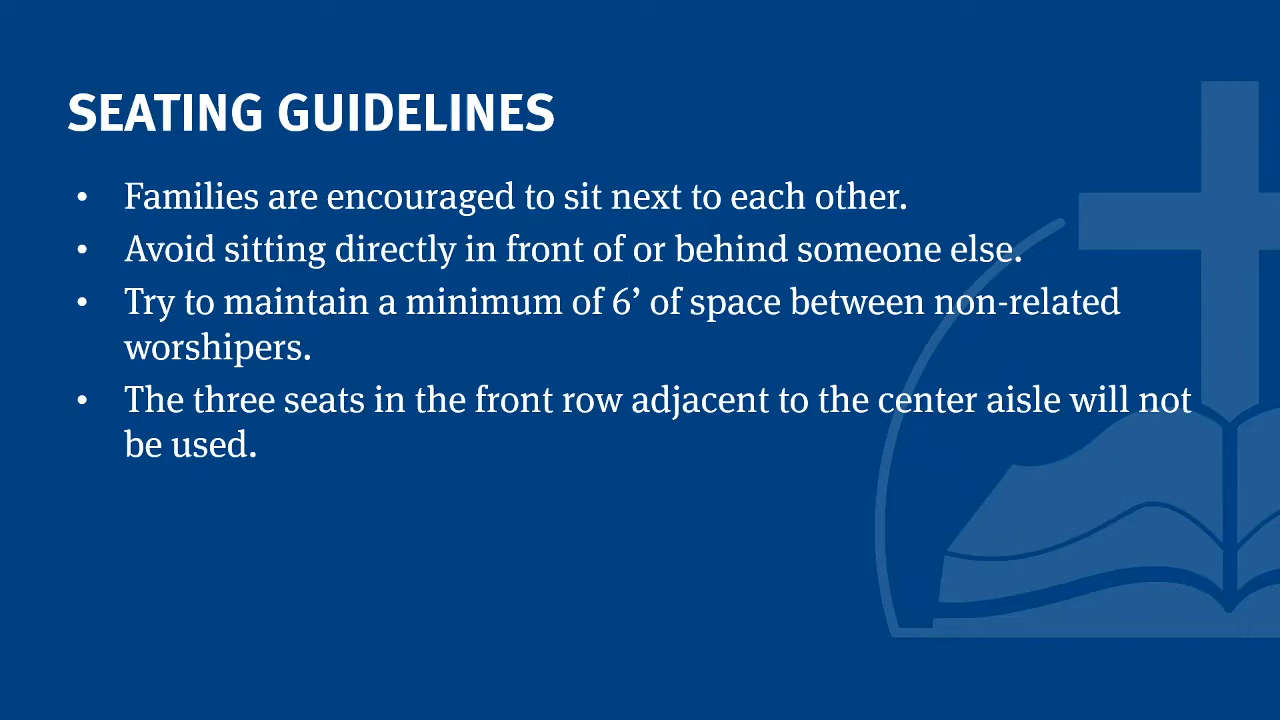 SEATING GUIDELINES
• Families are encouraged to sit next to each other.
• Avoid sitting directly in front of or behind someone else.
• Try to maintain a minimum of 6’ of space between non-related
worshipers.
• The three seats in the front row adjacent to the center aisle will not
be used.